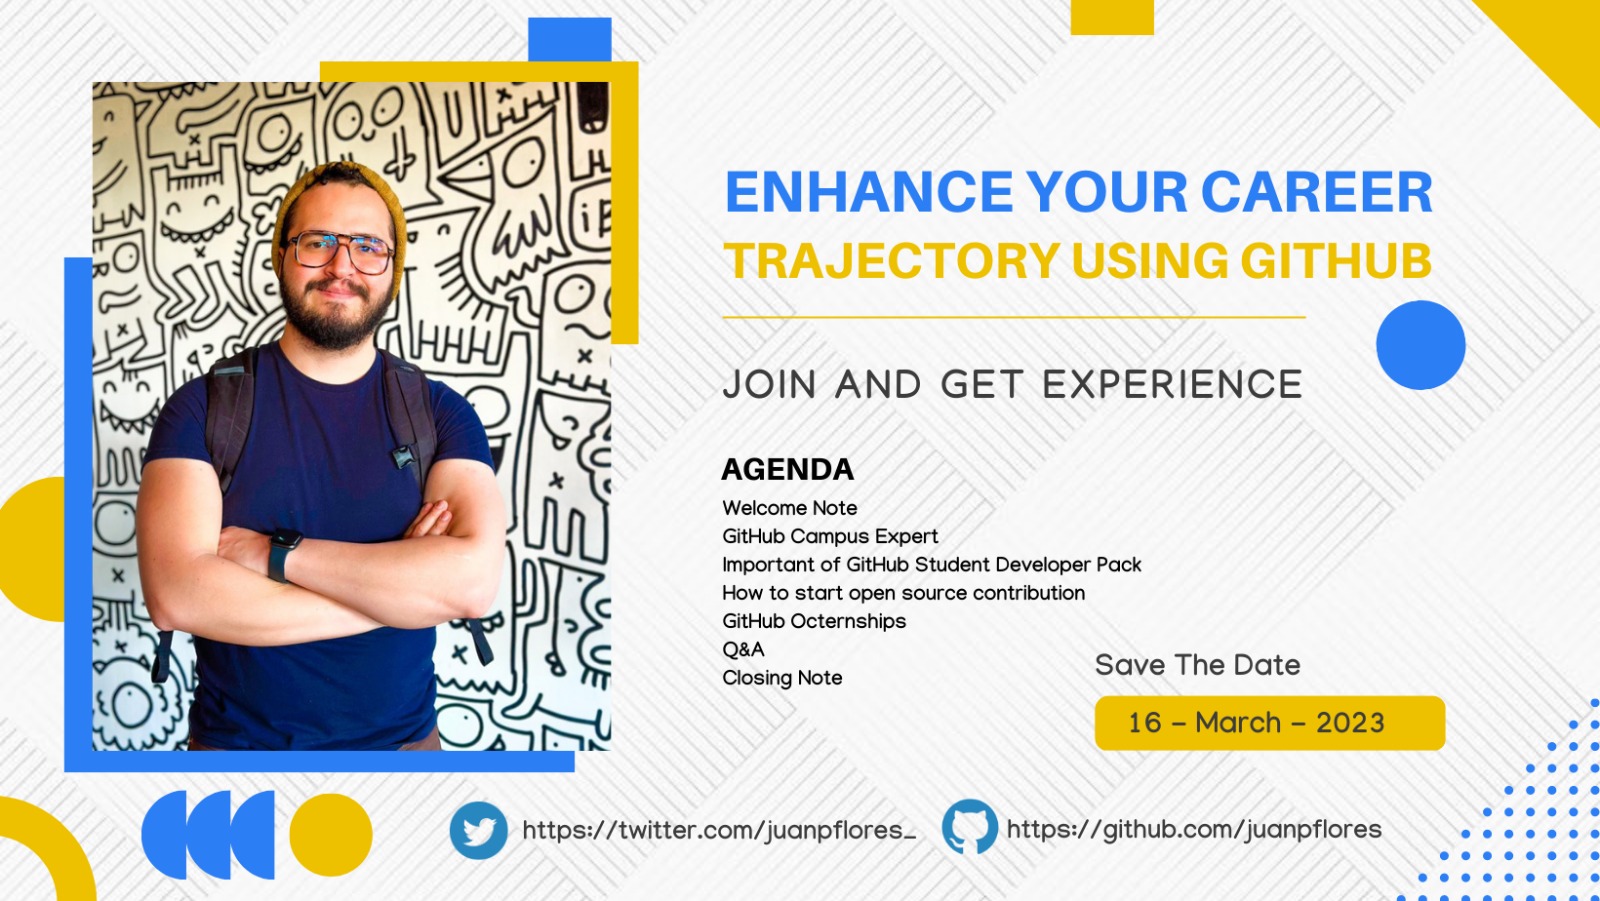 ENHANCE YOUR CAREER
TRAJECTORY USING GITHUB
JOIN AND GET EXPERIENCE
AGENDA
Welcome Note
GitHub Campus Expert
Important of GitHub Student Developer Pack
How to start open source contribution
GitHub Octernships
Q&A
Closing Note
Save The Date
16 - March - 2023
https://twitter.com/juanpflores_
https://github.com/juanpflores